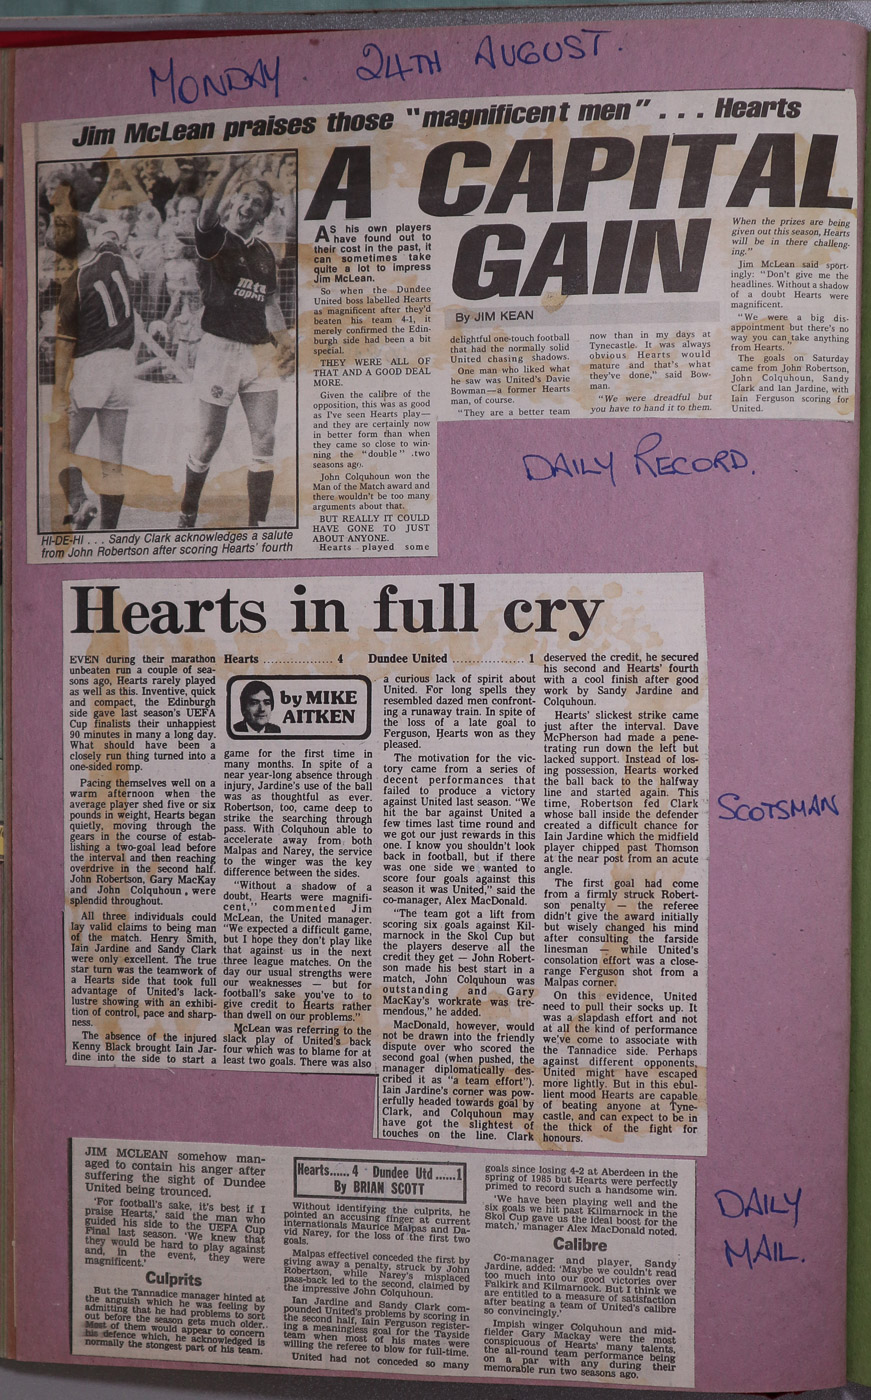 MONDAY. 24TH AUGUST.
Jim McLean praises those "magnificent men" . . . Hearts
A CAPITAL
GAIN
By JIM KEAN
AS his own players
have found out to
their cost in the past, it
can sometimes take
quite a lot to impress
Jim McLean.
So when the Dundee
United boss labelled Hearts
as magnificent after they'd
beaten his team 4-1, it
merely confirmed the Edin-
burgh side had been a bit
special.
THEY WERE ALL OF
THAT AND A GOOD DEAL
MORE.
Given the calibre of the
opposition, this was as good
as I've seen Hearts play—
and they are certainly now
in better form than when
they came so close to win-
ning the "double" .two
seasons ago.
John Colquhoun won the
Man of the Match award and
there wouldn't be too many
arguments about that.
BUT REALLY IT COULD
HAVE GONE TO JUST
ABOUT ANYONE.
Hearts played some
delightful one-touch football
that had the normally solid
United chasing shadows.
One man who liked what
he saw was United's Davie
Bowman—a former Hearts
man, of course.
"They are a better team
now than in my days at
Tynecastle. It was always
obvious Hearts would
mature and that's what
they've done," said Bow-
man.
"We were dreadful but
you have to hand it to them.
When the prizes are being
given out this season, Hearts
will be in there challeng-
ing."
Jim McLean said sport-
ingly: "Don't give me the
headlines. Without a shadow
of a doubt Hearts were
magnificent.
"We were a big dis-
appointment but there's no
way you can take anything
from Hearts."
The goals on Saturday
came from John Robertson,
John Colquhoun, Sandy
Clark and Ian Jardine, with
Iain Ferguson scoring for
United.
11
Mita
copiers
HI-DE-HI . . . Sandy Clark acknowledges a salute
from John Robertson after scoring Hearts' fourth
DAILY RECORD.
Hearts in full cry
Hearts .................. 4 Dundee United ............... 1
by MIKE
AITKEN
EVEN during their marathon
unbeaten run a couple of sea-
sons ago, Hearts rarely played
as well as this. Inventive, quick
and compact, the Edinburgh
side gave last season's UEFA
Cup finalists their unhappiest
90 minutes in many a long day.
What should have been a
closely run thing turned into a
one-sided romp.
Pacing themselves well on a
warm afternoon when the
average player shed five or six
pounds in weight, Hearts began
quietly, moving through the
gears in the course of estab-
lishing a two-goal lead before
the interval and then reaching
overdrive in the second half.
John Robertson, Gary MacKay
and John Colquhoun , were
splendid throughout.
All three individuals could
lay valid claims to being man
of the match. Henry Smith,
Iain Jardine and Sandy Clark
were only excellent. The true
star turn was the teamwork of
a Hearts side that took full
advantage of United's lack-
lustre showing with an exhibi-
tion of control, pace and sharp-
ness.
The absence of the injured
Kenny Black brought Iain Jar-
dine into the side to start a
game for the first time in
many months. In spite of a
near year-long absence through
injury, Jardine's use of the ball
was as thoughtful as ever.
Robertson, too, came deep to
strike the searching through
pass. With Colquhoun able to
accelerate away from both
Malpas and Narey, the service
to the winger was the key
difference between the sides.
"Without a shadow of a
doubt, Hearts were magnifi-
cent," commented Jim
McLean, the United manager.
"We expected a difficult game,
but I hope they don't play like
that against us in the next
three league matches. On the
day our usual strengths were
our weaknesses — but for
football's sake you've to to
give credit to Hearts rather
than dwell on our problems."
McLean was referring to the
slack play of United's back
four which was to blame for at
least two goals. There was also
a curious lack of spirit about
United. For long spells they
resembled dazed men confront-
ing a runaway train. In spite of
the loss of a late goal to
Ferguson, Hearts won as they
pleased.
The motivation for the vic-
tory came from a series of
decent performances that
failed to produce a victory
against United last season. "We
hit the bar against United a
few times last time round and
we got our just rewards in this
one. I know you shouldn't look
back in football, but if there
was one side we wanted to
score four goals against this
season it was United," said the
co-manager, Alex MacDonald.
"The team got a lift from
scoring six goals against Kil-
marnock in the Skol Cup but
the players deserve all the
credit they get — John Robert-
son made his best start in a
match, John Colquhoun was
outstanding and Gary
MacKay's workrate was tre-
mendous," he added.
MacDonald, however, would
not be drawn into the friendly
dispute over who scored the
second goal (when pushed, the
manager diplomatically des-
cribed it as "a team effort").
Iain Jardine's corner was pow-
erfully headed towards goal by
Clark, and Colquhoun may
have got the slightest of
touches on the line. Clark
deserved the credit, he secured
his second and Hearts' fourth
with a cool finish after good
work by Sandy Jardine and
Colquhoun.
Hearts' slickest strike came
just after the interval. Dave
McPherson had made a pene-
trating run down the left but
lacked support. Instead of los-
ing possession, Hearts worked
the ball back to the halfway
line and started again. This
time, Robertson fed Clark
whose ball inside the defender
created a difficult chance for
Iain Jardine which the midfield
player chipped past Thomson
at the near post from an acute
angle.
The first goal had come
from a firmly struck Robert-
son penalty — the referee
didn't give the award initially
but wisely changed his mind
after consulting the farside
linesman — while United's
consolation effort was a close-
range Ferguson shot from a
Malpas corner.
On this evidence, United
need to pull their socks up. It
was a slapdash effort and not
at all the kind of performance
we've come to associate with
the Tannadice side. Perhaps
against different opponents,
United might have escaped
more lightly. But in this ebul-
lient mood Hearts are capable
of beating anyone at Tyne-
castle, and can expect to be in
the thick of the fight for
honours.
SCOTSMAN
JIM MCLEAN somehow man-
aged to contain his anger after
suffering the sight of Dundee
United being trounced.
'For football's sake, it's best if I
praise Hearts,' said the man who
guided his side to the UEFA Cup
Final last season. 'We knew that
they would be hard to play against
and, in the event, they were
magnificent.'
Culprits
But the Tannadice manager hinted at
the anguish which he was feeling by
admitting that he had problems to sort
out before the season gets much older.
Most of them would appear to concern
his defence which, he acknowledged is
normally the stongest part of his team.
Hearts......4 Dundee Utd ......1
By BRIAN SCOTT
Without identifying the culprits, he
pointed an accusing finger at current
internationals Maurice Malpas and Da-
vid Narey, for the loss of the first two
goals.
Malpas effectivel conceded the first by
giving away a penalty, struck by John
Robertson, while Narey's misplaced
pass-back led to the second, claimed by
the impressive John Colquhoun.
Ian Jardine and Sandy Clark com-
pounded United's problems by scoring in
the second half, Iain Ferguson register-
ing a meaningless goal for the Tayside
team when most of his mates were
willing the referee to blow for full-time.
United had not conceded so many
goals since losing 4-2 at Aberdeen in the
spring of 1985 but Hearts were perfectly
primed to record such a handsome win.
'We have been playing well and the
six goals we hit past Kilmarnock in the
Skol Cup gave us the ideal boost for the
match,' manager Alex MacDonald noted.
Calibre
Co-manager and player, Sandy
Jardine, added: 'Maybe we couldn't read
too much into our good victories over
Falkirk and Kilmarnock. But I think we
are entitled to a measure of satisfaction
after beating a team of United's calibre
so convincingly.'
Impish winger Colquhoun and mid-
fielder Gary Mackay were the most
conspicuous of Hearts' many talents,
the all-round team performance being
on a par with any during their
memorable run two seasons ago.
DAILY
MAIL.